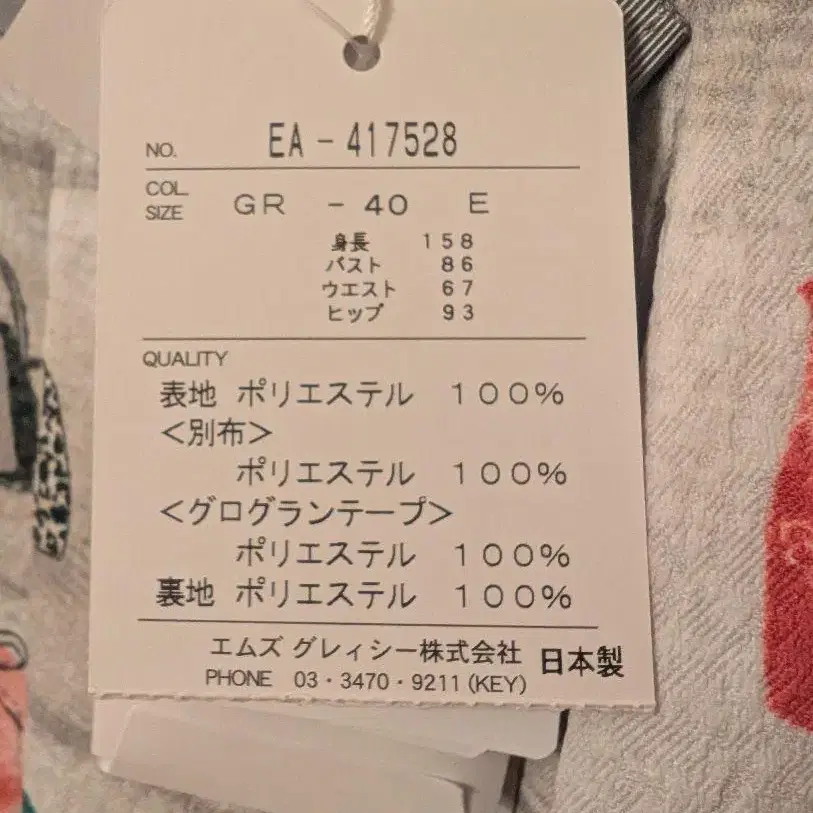 NO. EA-417528
COL.
SIZE GR - 40 E
身長 158
バスト 86
ウエスト 67
ヒップ 93
QUALITY
表地 ポリエステル 100%
<別布>
ポリエステル 100%
<グログランテープ>
ポリエステル 100%
裏地 ポリエステル 100%
エムズ グレィシー株式会社 日本製
PHONE 03・3470・9211(KEY)